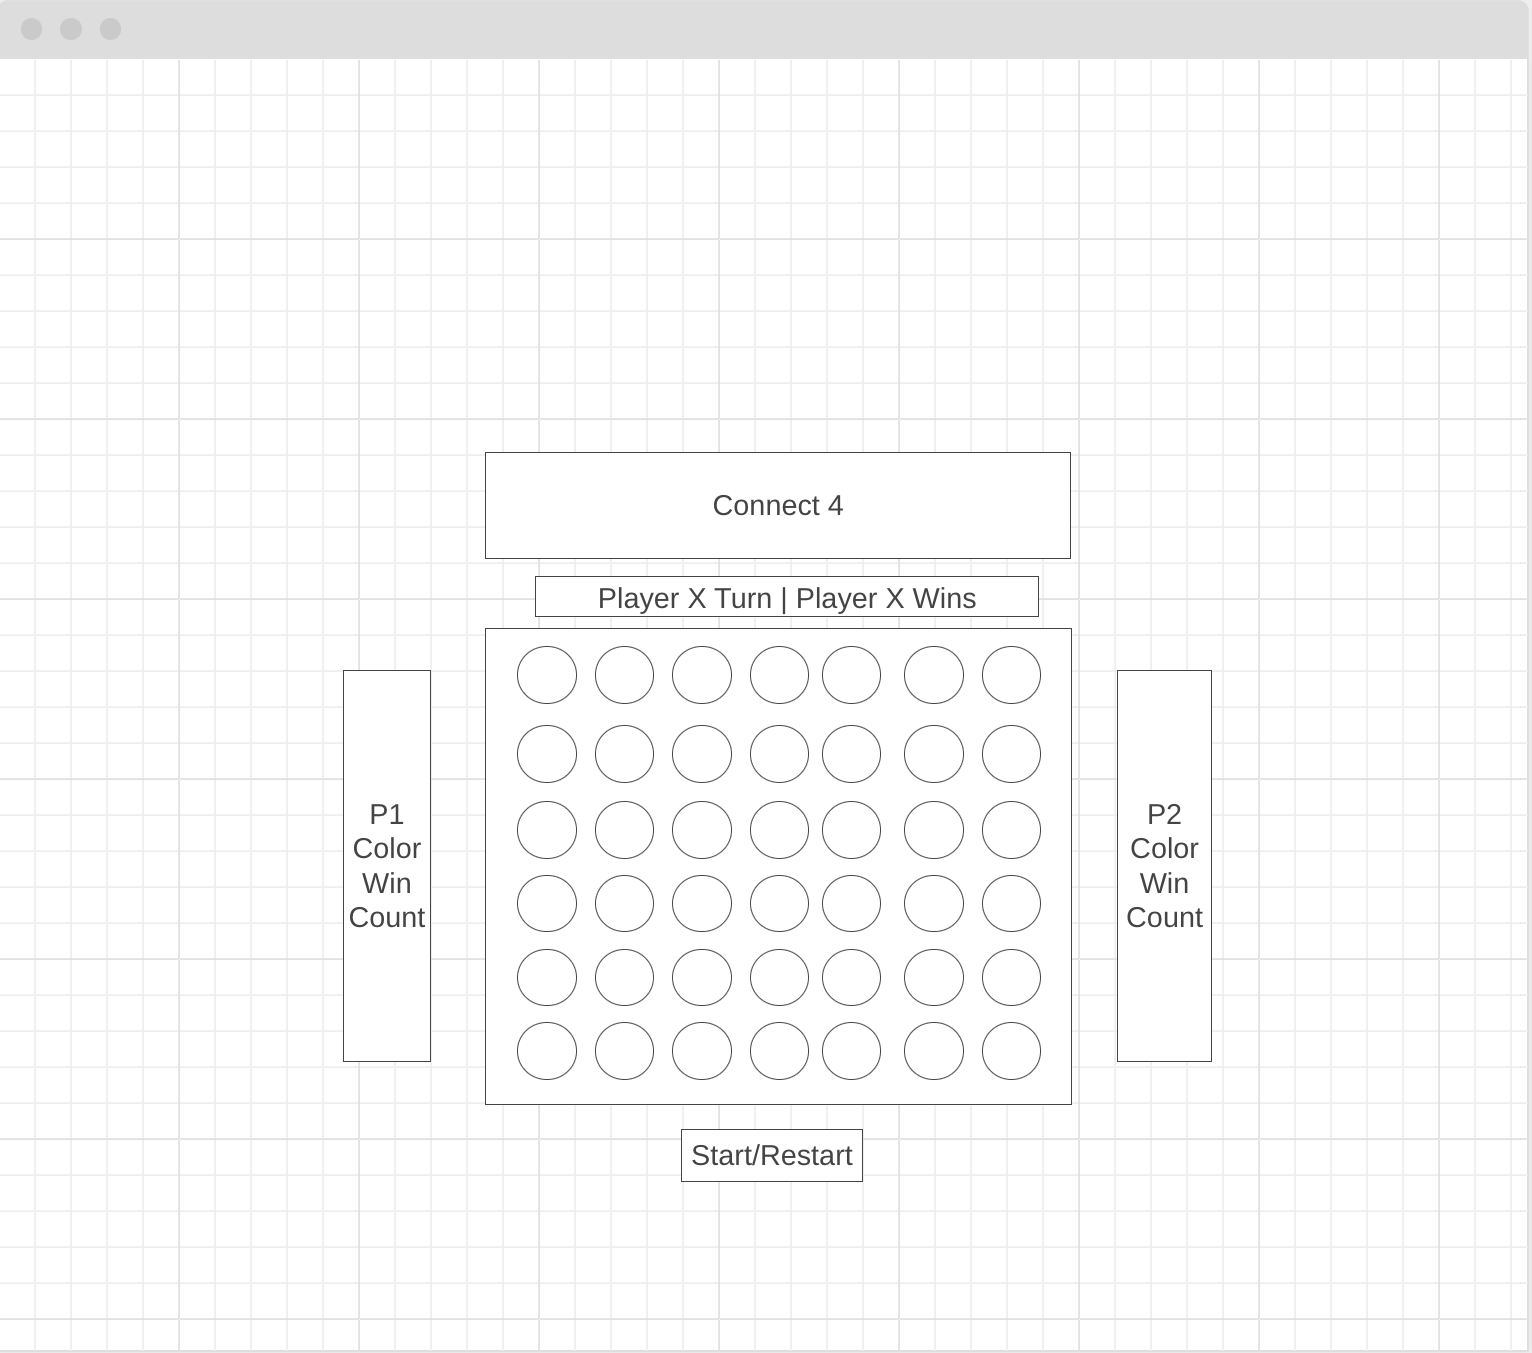 Connect 4
Player X Turn | Player X Wins
P1
Color
Win
Count
P2
Color
Win
Count
Start/Restart